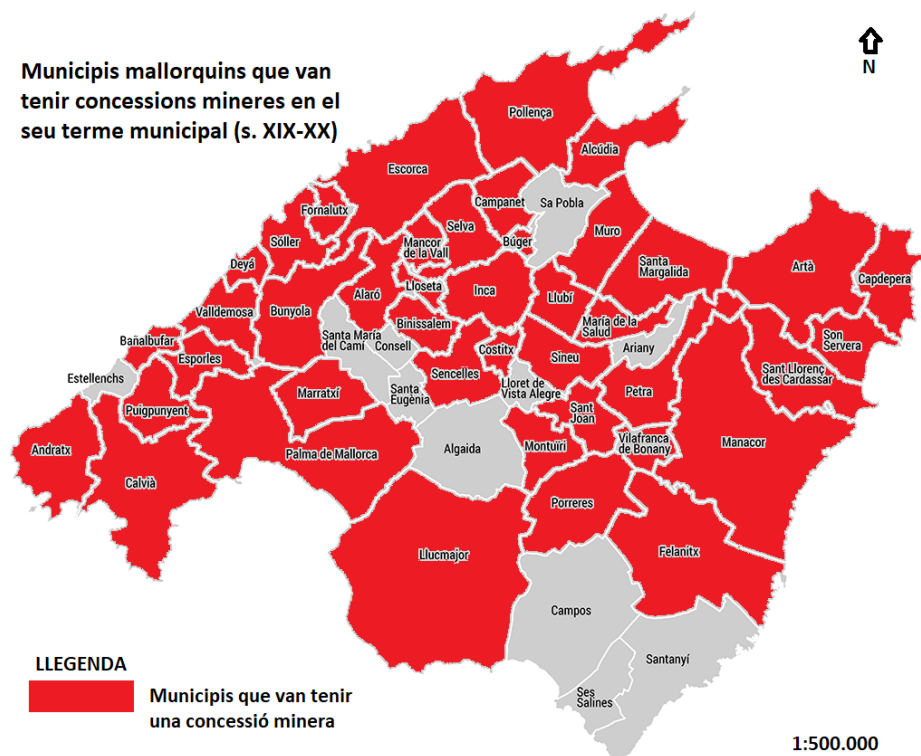 Municipis mallorquins que van
tenir concessions mineres en el
seu terme municipal (s. XIX-XX)
N
Pollença
Alcúdia
Escorca
Campanet
Sa Pobla
Fornalutx
Selva
Muro
Sóller
Mancor
de la Vall
Búger
Santa
Margalida
Deyá
Artà
Capdepera
Lloseta
Inca
Alaró
Llubí
Valldemosa
Bunyola
Binissalem
María de la
Salud
Santa María
del Camí
Consell
Bañalbufar
Esporles
Costitx
Sineu
Ariany
Son
Servera
Estellenchs
Sencelles
Sant Llorenç
des Cardassar
Lloret de
Vista Alegre
Santa
Eugènia
Marratxí
Petra
Puigpunyent
Sant
Joan
Vilafranca
de Bonany
Manacor
Andratx
Palma de Mallorca
Algaida
Montuïri
Calvià
Porreres
Llucmajor
Felanitx
Campos
Santanyí
Ses
Salines
LLEGENDA
Municipis que van tenir
una concessió minera
1:500.000